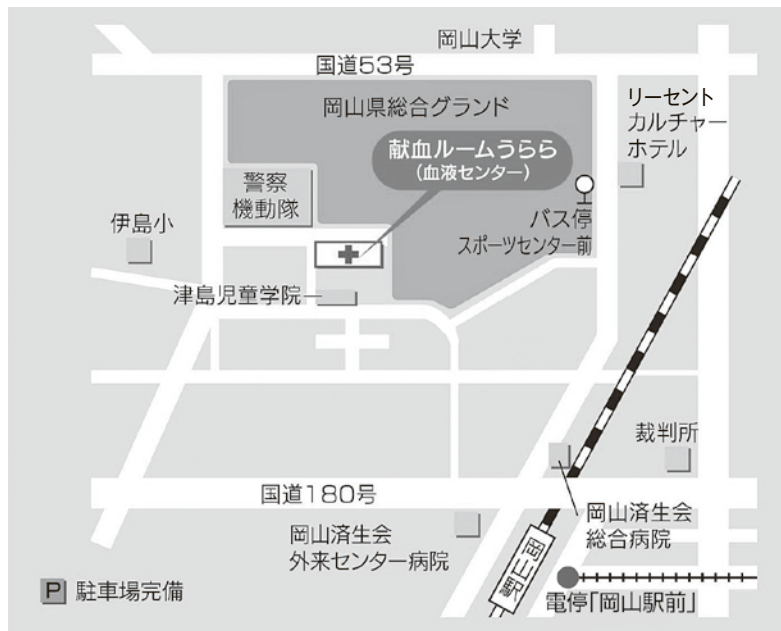 岡山大学
国道53号
岡山県総合グランド
リーセント
カルチャー
ホテル
献血ルームうらら
(血液センター)
警察
機動隊
伊島小
バス停
スポーツセンター前
津島児童学院
裁判所
国道180号
岡山済生会
総合病院
岡山済生会
外来センター病院
岡山駅
P 駐車場完備
電停「岡山駅前」